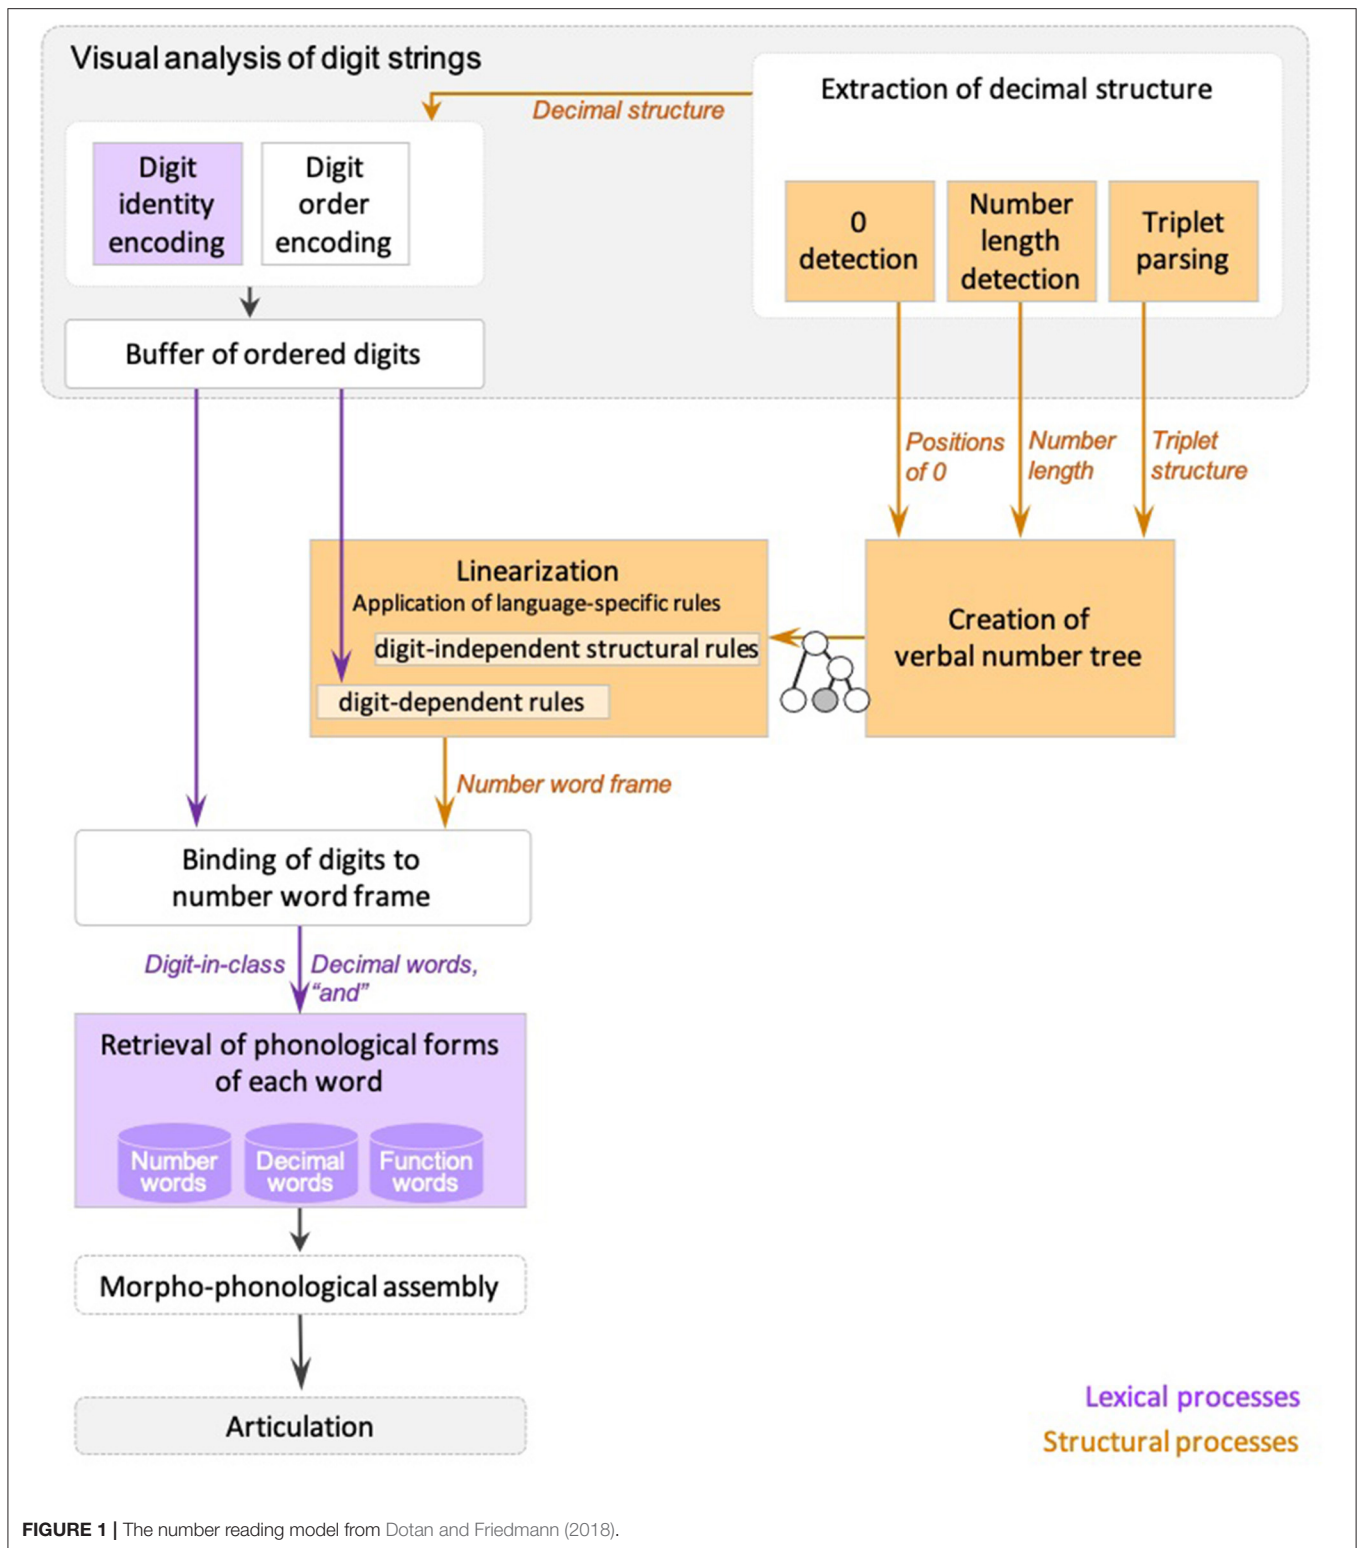 Visual analysis of digit strings
Extraction of decimal structure
Decimal structure
Digit
identity
encoding
Digit
order
encoding
0
detection
Number
length
detection
Triplet
parsing
Buffer of ordered digits
Positions
of 0
Number
length
Triplet
structure
Linearization
Application of language-specific rules
digit-independent structural rules
digit-dependent rules
Creation of
verbal number tree
Number word frame
Binding of digits to
number word frame
Digit-in-class
Decimal words,
“and”
Retrieval of phonological forms
of each word
Number
words
Decimal
words
Function
words
Morpho-phonological assembly
Articulation
Lexical processes
Structural processes
FIGURE 1 | The number reading model from Dotan and Friedmann (2018).